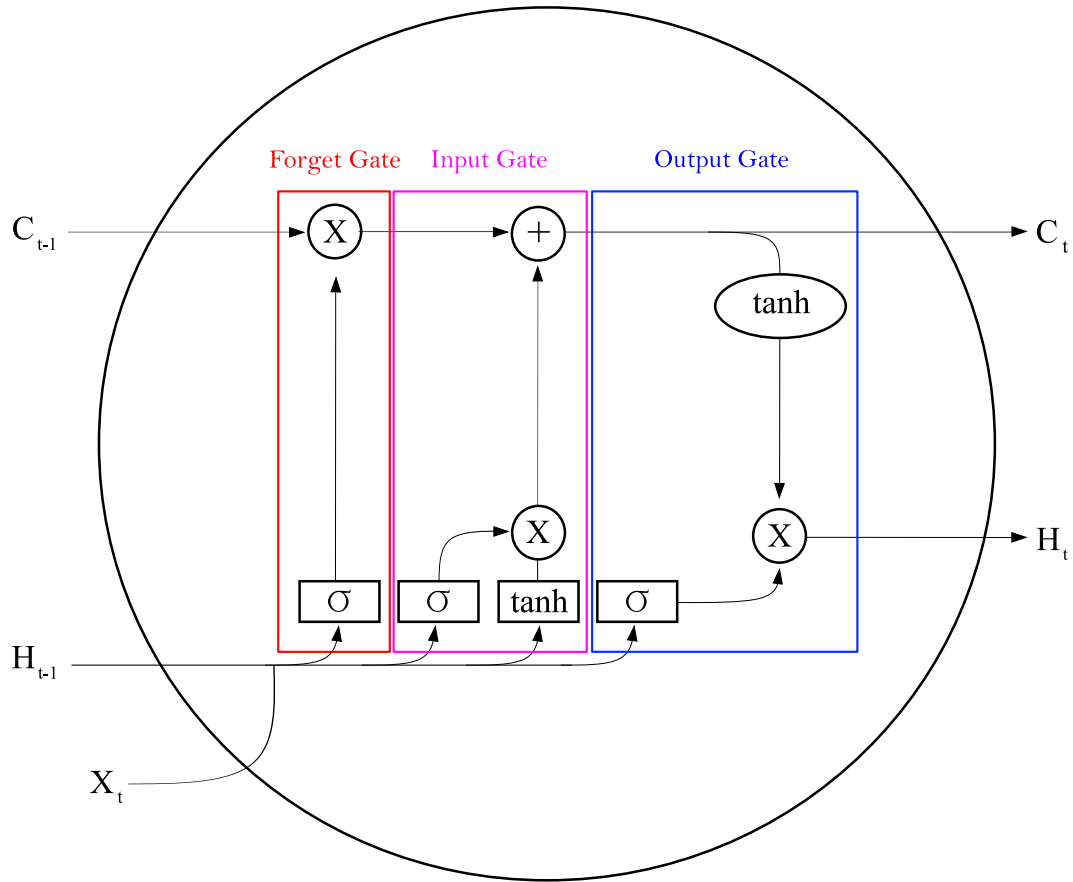 Forget Gate Input Gate Output Gate
C t-1 X + C t
tanh
X X H t
σ σ tanh σ
H t-1
X t